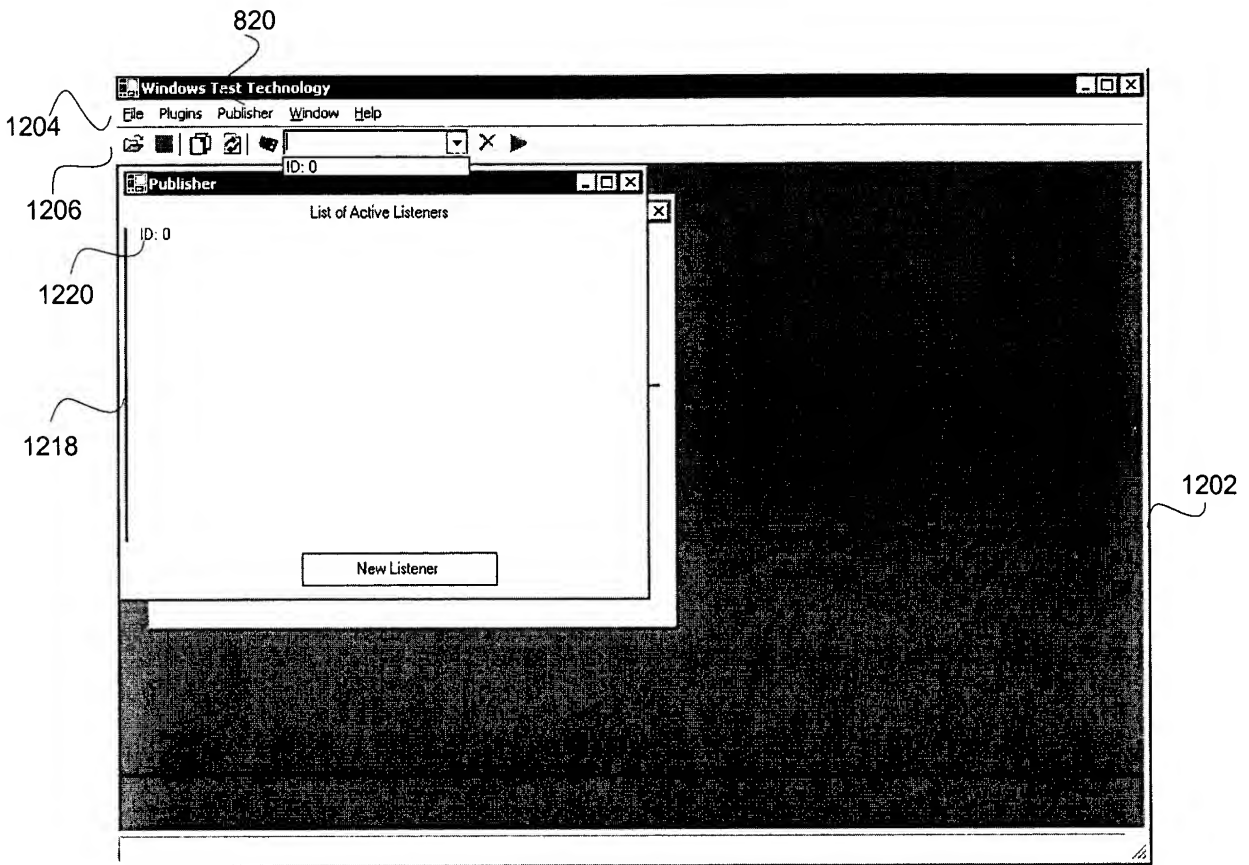 820
Windows Test Technology
File Plugins Publisher Window Help
1204
ID: 0
1206
Publisher
List of Active Listeners
ID: 0
1220
1218
1202
New Listener